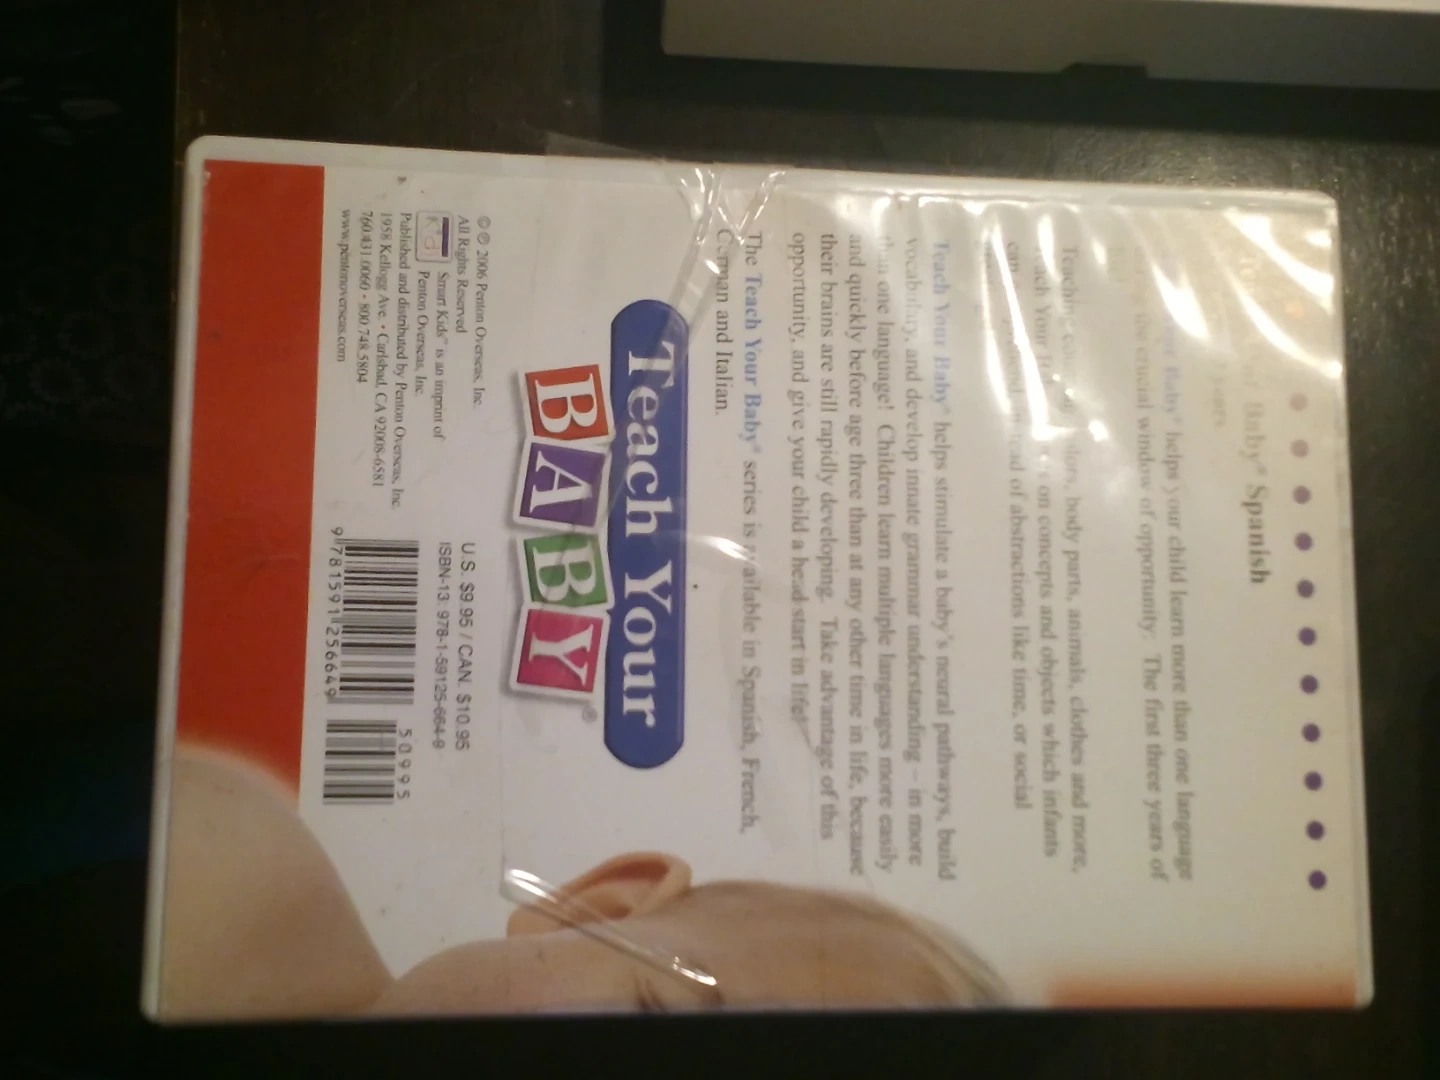 Baby® Spanish
Years
Baby® helps your child learn more than one language
crucial window of opportunity. The first three years of
Teaching body parts, animals, clothes and more,
Teach Your on concepts and objects which infants
can of abstractions like time, or social
Teach Your Baby® helps stimulate a baby's neural pathways, build
vocabulary, and develop innate grammar understanding – in more
than one language! Children learn multiple languages more easily
and quickly before age three than at any other time in life, because
their brains are still rapidly developing. Take advantage of this
opportunity, and give your child a head start in life!
The Teach Your Baby® series is available in Spanish, French,
German and Italian.
Teach Your
BABY®
©℗ 2006 Penton Overseas, Inc.
All Rights Reserved
Smart Kids™ is an imprint of
Penton Overseas, Inc.
Published and distributed by Penton Overseas, Inc.
1958 Kellogg Ave. • Carlsbad, CA 92008-6581
760.431.0060 • 800.748.5804
www.pentonoverseas.com
U.S. $9.95 / CAN. $10.95
ISBN-13: 978-1-59125-664-9
50995
9 781591 256649